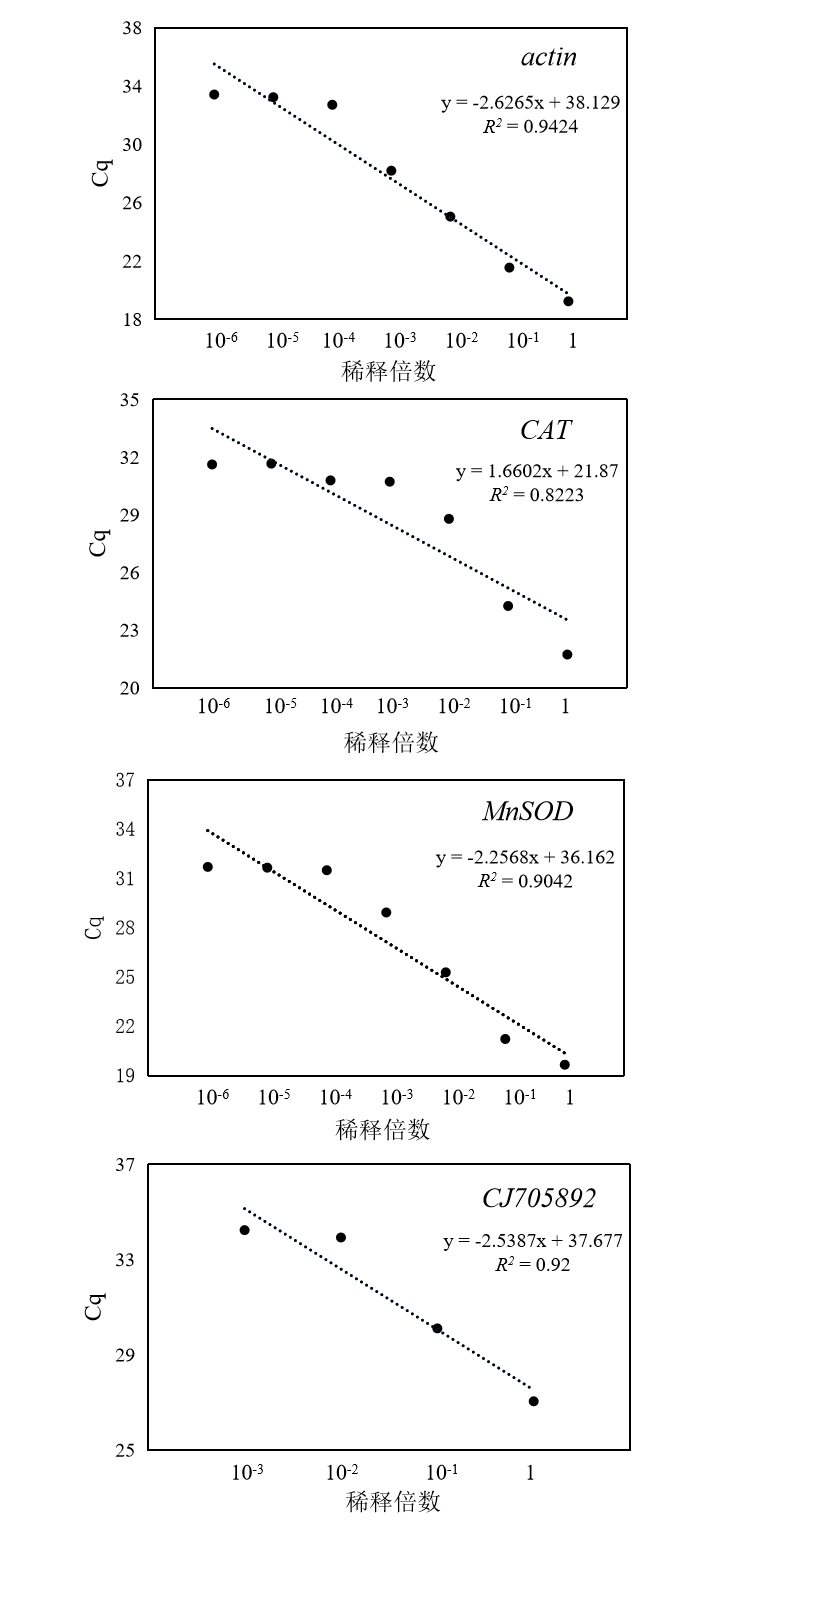 38
actin
34
y = -2.6265x + 38.129
R² = 0.9424
30
Cq
26
22
18
10⁻⁶ 10⁻⁵ 10⁻⁴ 10⁻³ 10⁻² 10⁻¹ 1
稀释倍数
35
CAT
32
y = 1.6602x + 21.87
R² = 0.8223
29
Cq
26
23
20
10⁻⁶ 10⁻⁵ 10⁻⁴ 10⁻³ 10⁻² 10⁻¹ 1
稀释倍数
37
MnSOD
34
y = -2.2568x + 36.162
R² = 0.9042
31
28
Cq
25
22
19
10⁻⁶ 10⁻⁵ 10⁻⁴ 10⁻³ 10⁻² 10⁻¹ 1
稀释倍数
37
CJ705892
y = -2.5387x + 37.677
R² = 0.92
33
Cq
29
25
10⁻³ 10⁻² 10⁻¹ 1
稀释倍数